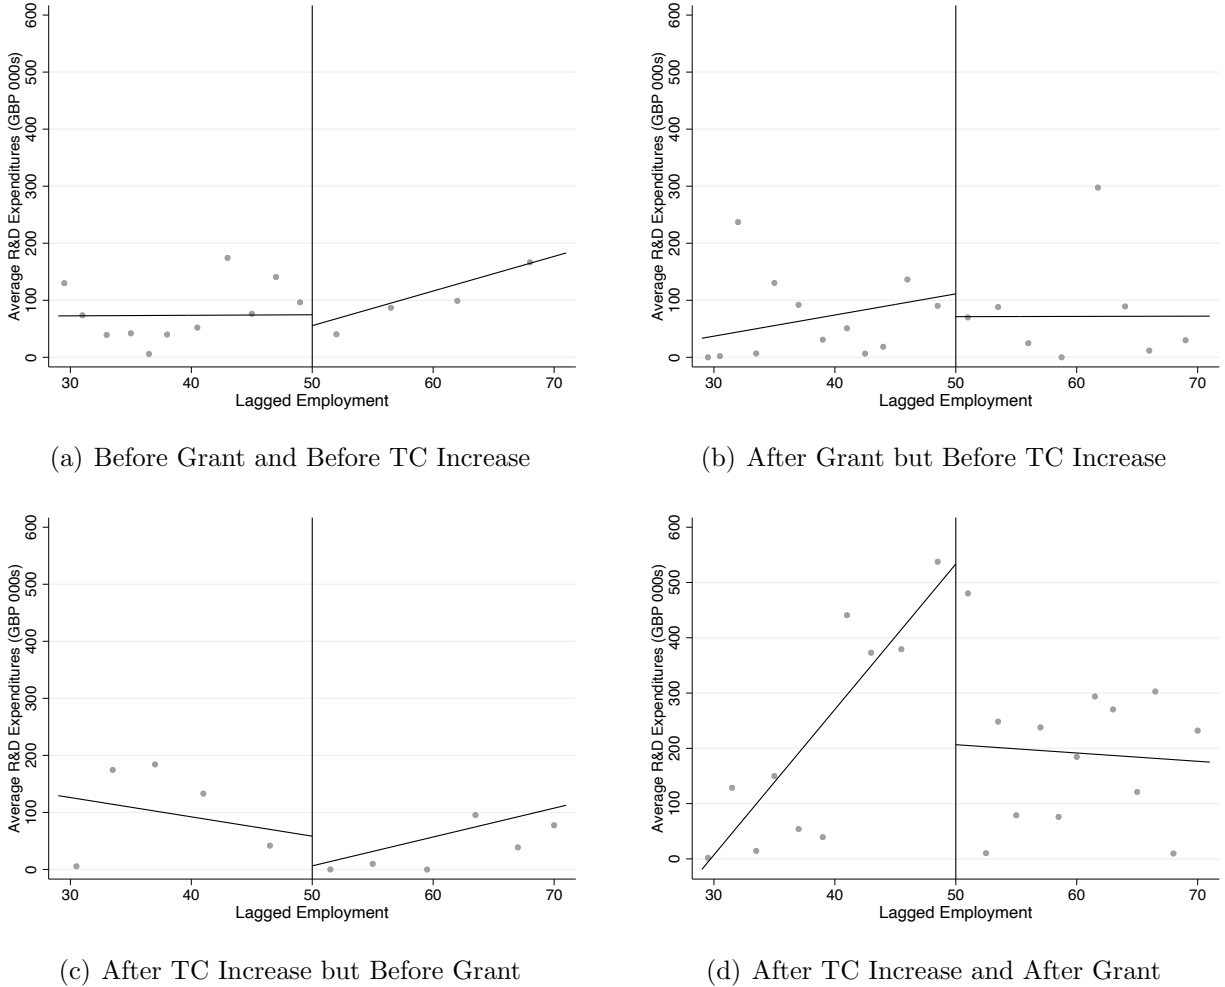 Average R&D Expenditures (GBP 000s)
600
500
400
300
200
100
0
30 40 50 60 70
Lagged Employment
(a) Before Grant and Before TC Increase
Average R&D Expenditures (GBP 000s)
600
500
400
300
200
100
0
30 40 50 60 70
Lagged Employment
(b) After Grant but Before TC Increase
Average R&D Expenditures (GBP 000s)
600
500
400
300
200
100
0
30 40 50 60 70
Lagged Employment
(c) After TC Increase but Before Grant
Average R&D Expenditures (GBP 000s)
600
500
400
300
200
100
0
30 40 50 60 70
Lagged Employment
(d) After TC Increase and After Grant